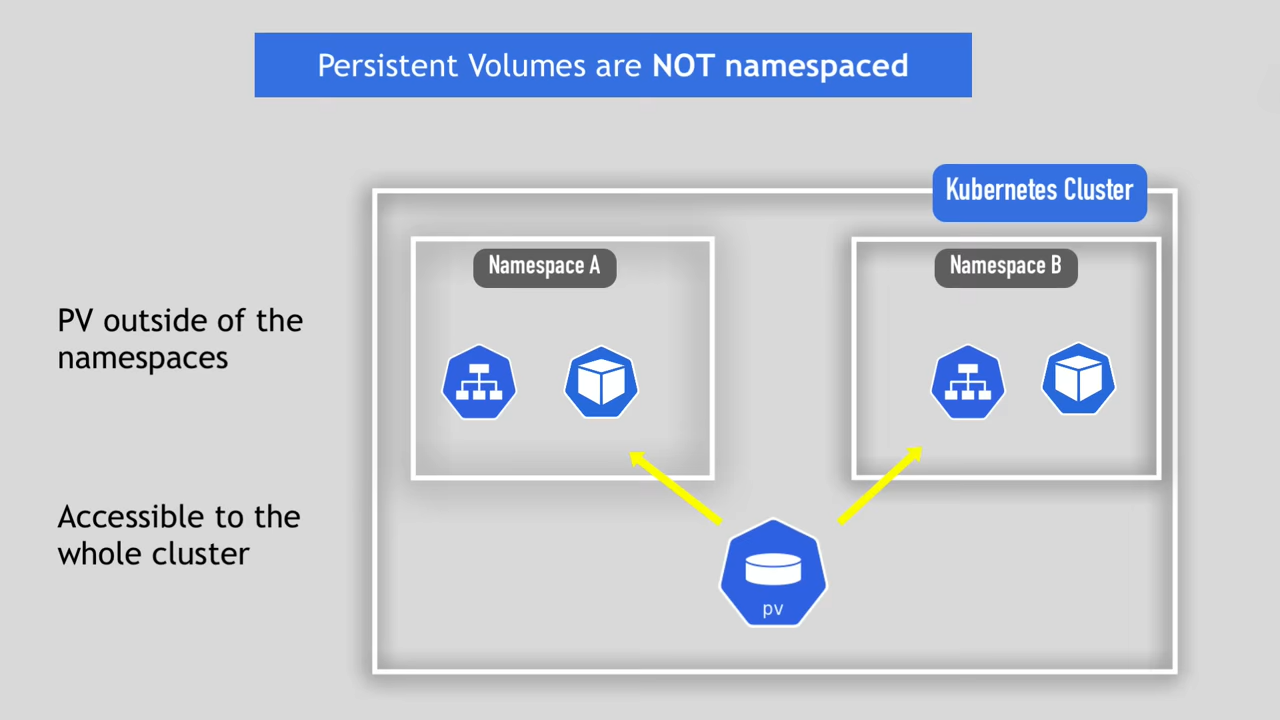 Persistent Volumes are NOT namespaced
Kubernetes Cluster
Namespace A
Namespace B
PV outside of the
namespaces
Accessible to the
whole cluster
pv